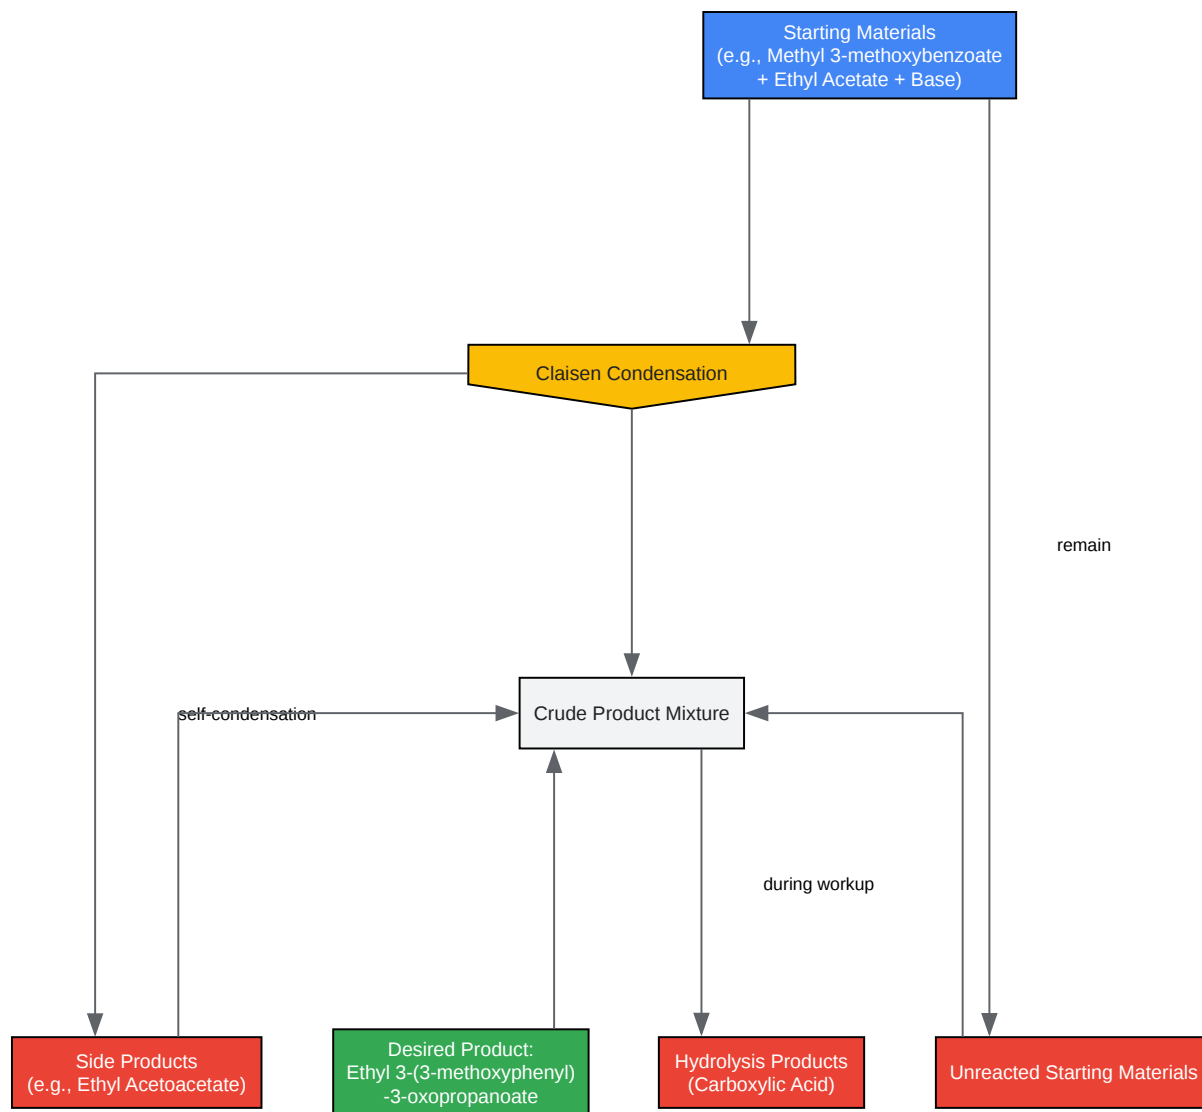 Starting Materials
(e.g., Methyl 3-methoxybenzoate
+ Ethyl Acetate + Base)
Claisen Condensation
remain
self-condensation
Crude Product Mixture
during workup
Side Products
(e.g., Ethyl Acetoacetate)
Desired Product:
Ethyl 3-(3-methoxyphenyl)
-3-oxopropanoate
Hydrolysis Products
(Carboxylic Acid)
Unreacted Starting Materials